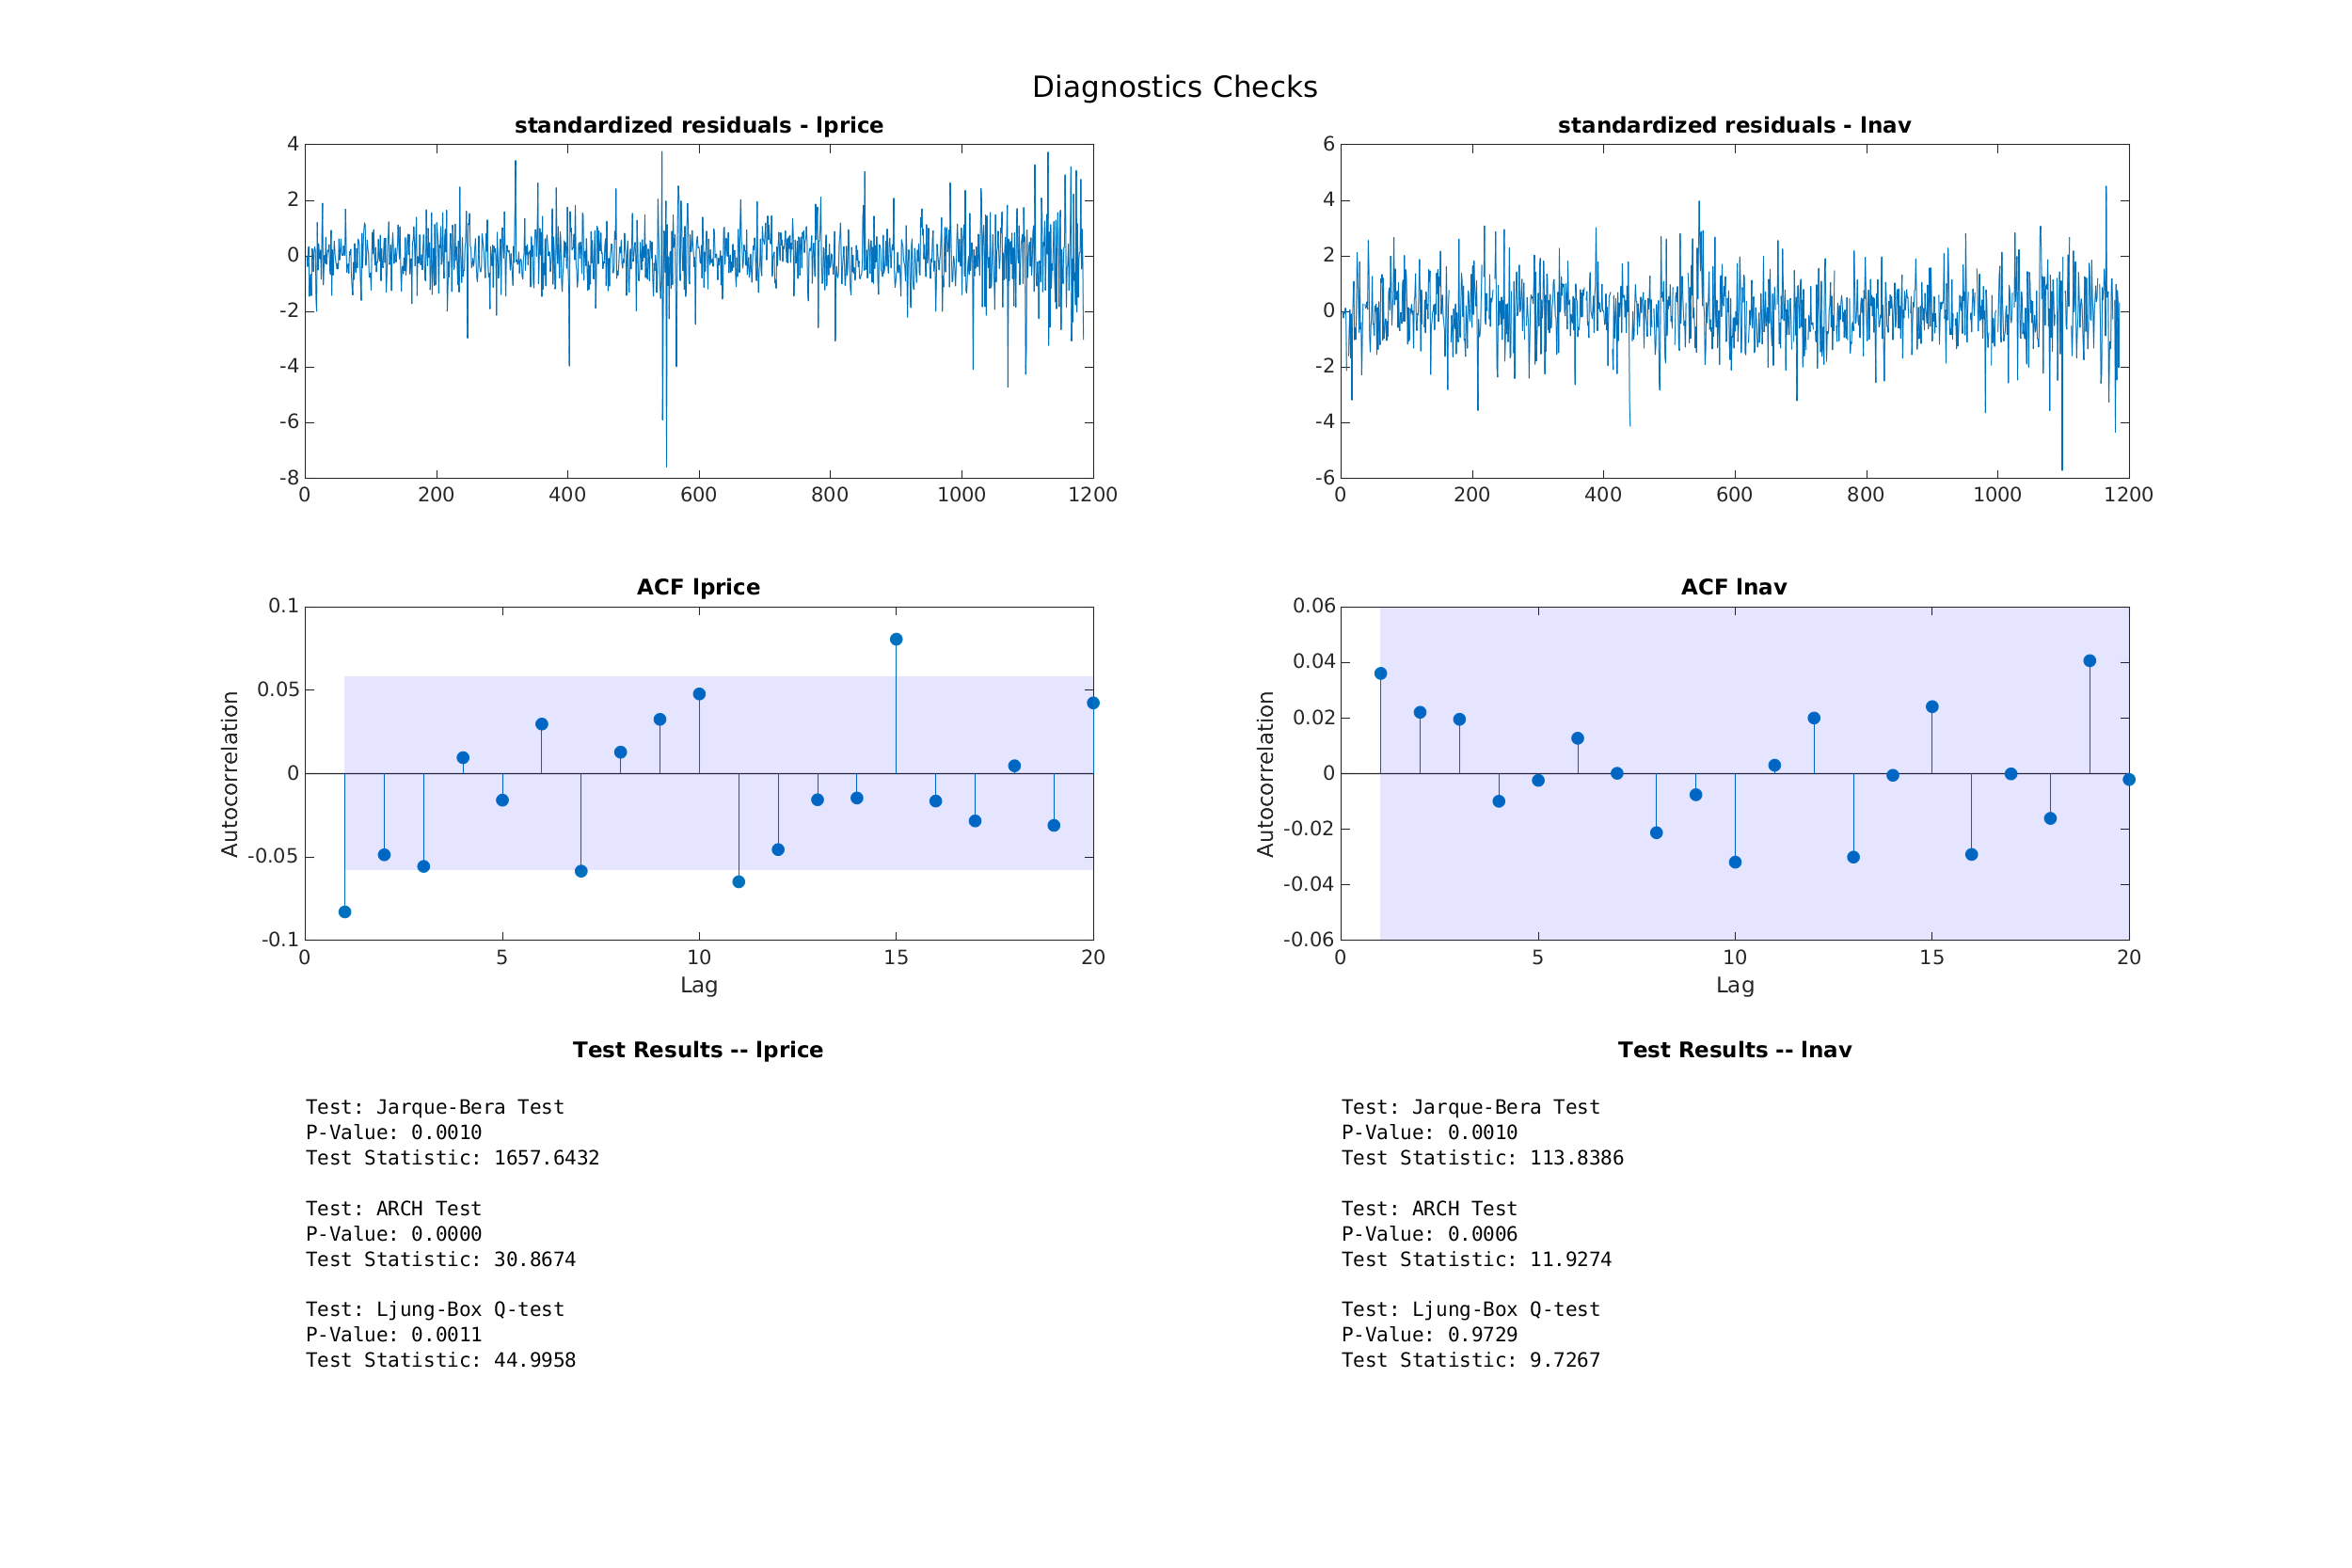 Diagnostics Checks
standardized residuals - lprice
4
2
0
-2
-4
-6
-8
0 200 400 600 800 1000 1200
standardized residuals - lnav
6
4
2
0
-2
-4
-6
0 200 400 600 800 1000 1200
ACF lprice
Autocorrelation
0.1
0.05
0
-0.05
-0.1
0 5 10 15 20
Lag
ACF lnav
Autocorrelation
0.06
0.04
0.02
0
-0.02
-0.04
-0.06
0 5 10 15 20
Lag
Test Results -- lprice
Test: Jarque-Bera Test
P-Value: 0.0010
Test Statistic: 1657.6432
Test: ARCH Test
P-Value: 0.0000
Test Statistic: 30.8674
Test: Ljung-Box Q-test
P-Value: 0.0011
Test Statistic: 44.9958
Test Results -- lnav
Test: Jarque-Bera Test
P-Value: 0.0010
Test Statistic: 113.8386
Test: ARCH Test
P-Value: 0.0006
Test Statistic: 11.9274
Test: Ljung-Box Q-test
P-Value: 0.9729
Test Statistic: 9.7267